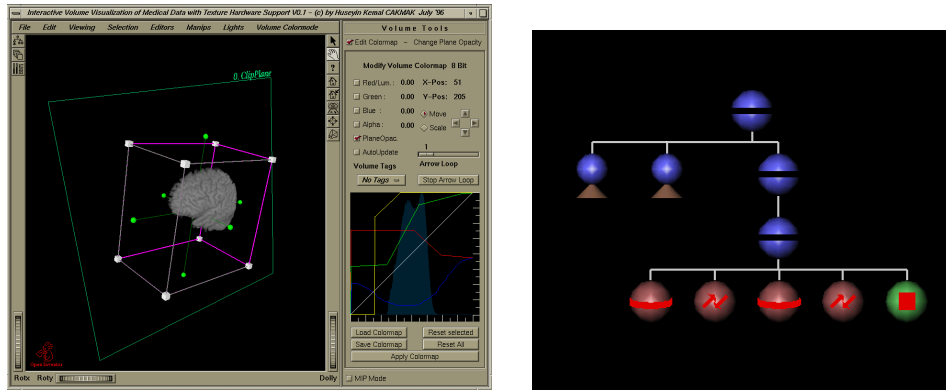 Interactive Volume Visualization of Medical Data with Texture Hardware Support V0.1 – (c) by Huseyin Kemal CAKMAK July '96
File Edit Viewing Selection Editors Manips Lights Volume Colormode
Volume Tools
Edit Colormap – Change Plane Opacity
0_ClipPlane
?
Modify Volume Colormap 8 Bit
Red/Lum.: 0.00 X-Pos: 51
Green : 0.00 Y-Pos: 205
Blue : 0.00 Move
Alpha : 0.00 Scale
PlaneOpac.
AutoUpdate 1
Volume Tags Arrow Loop
No Tags Stop Arrow Loop
Load Colormap Reset selected
Save Colormap Reset All
Apply Colormap
Open Inventor
Rotx Roty Dolly
MIP Mode